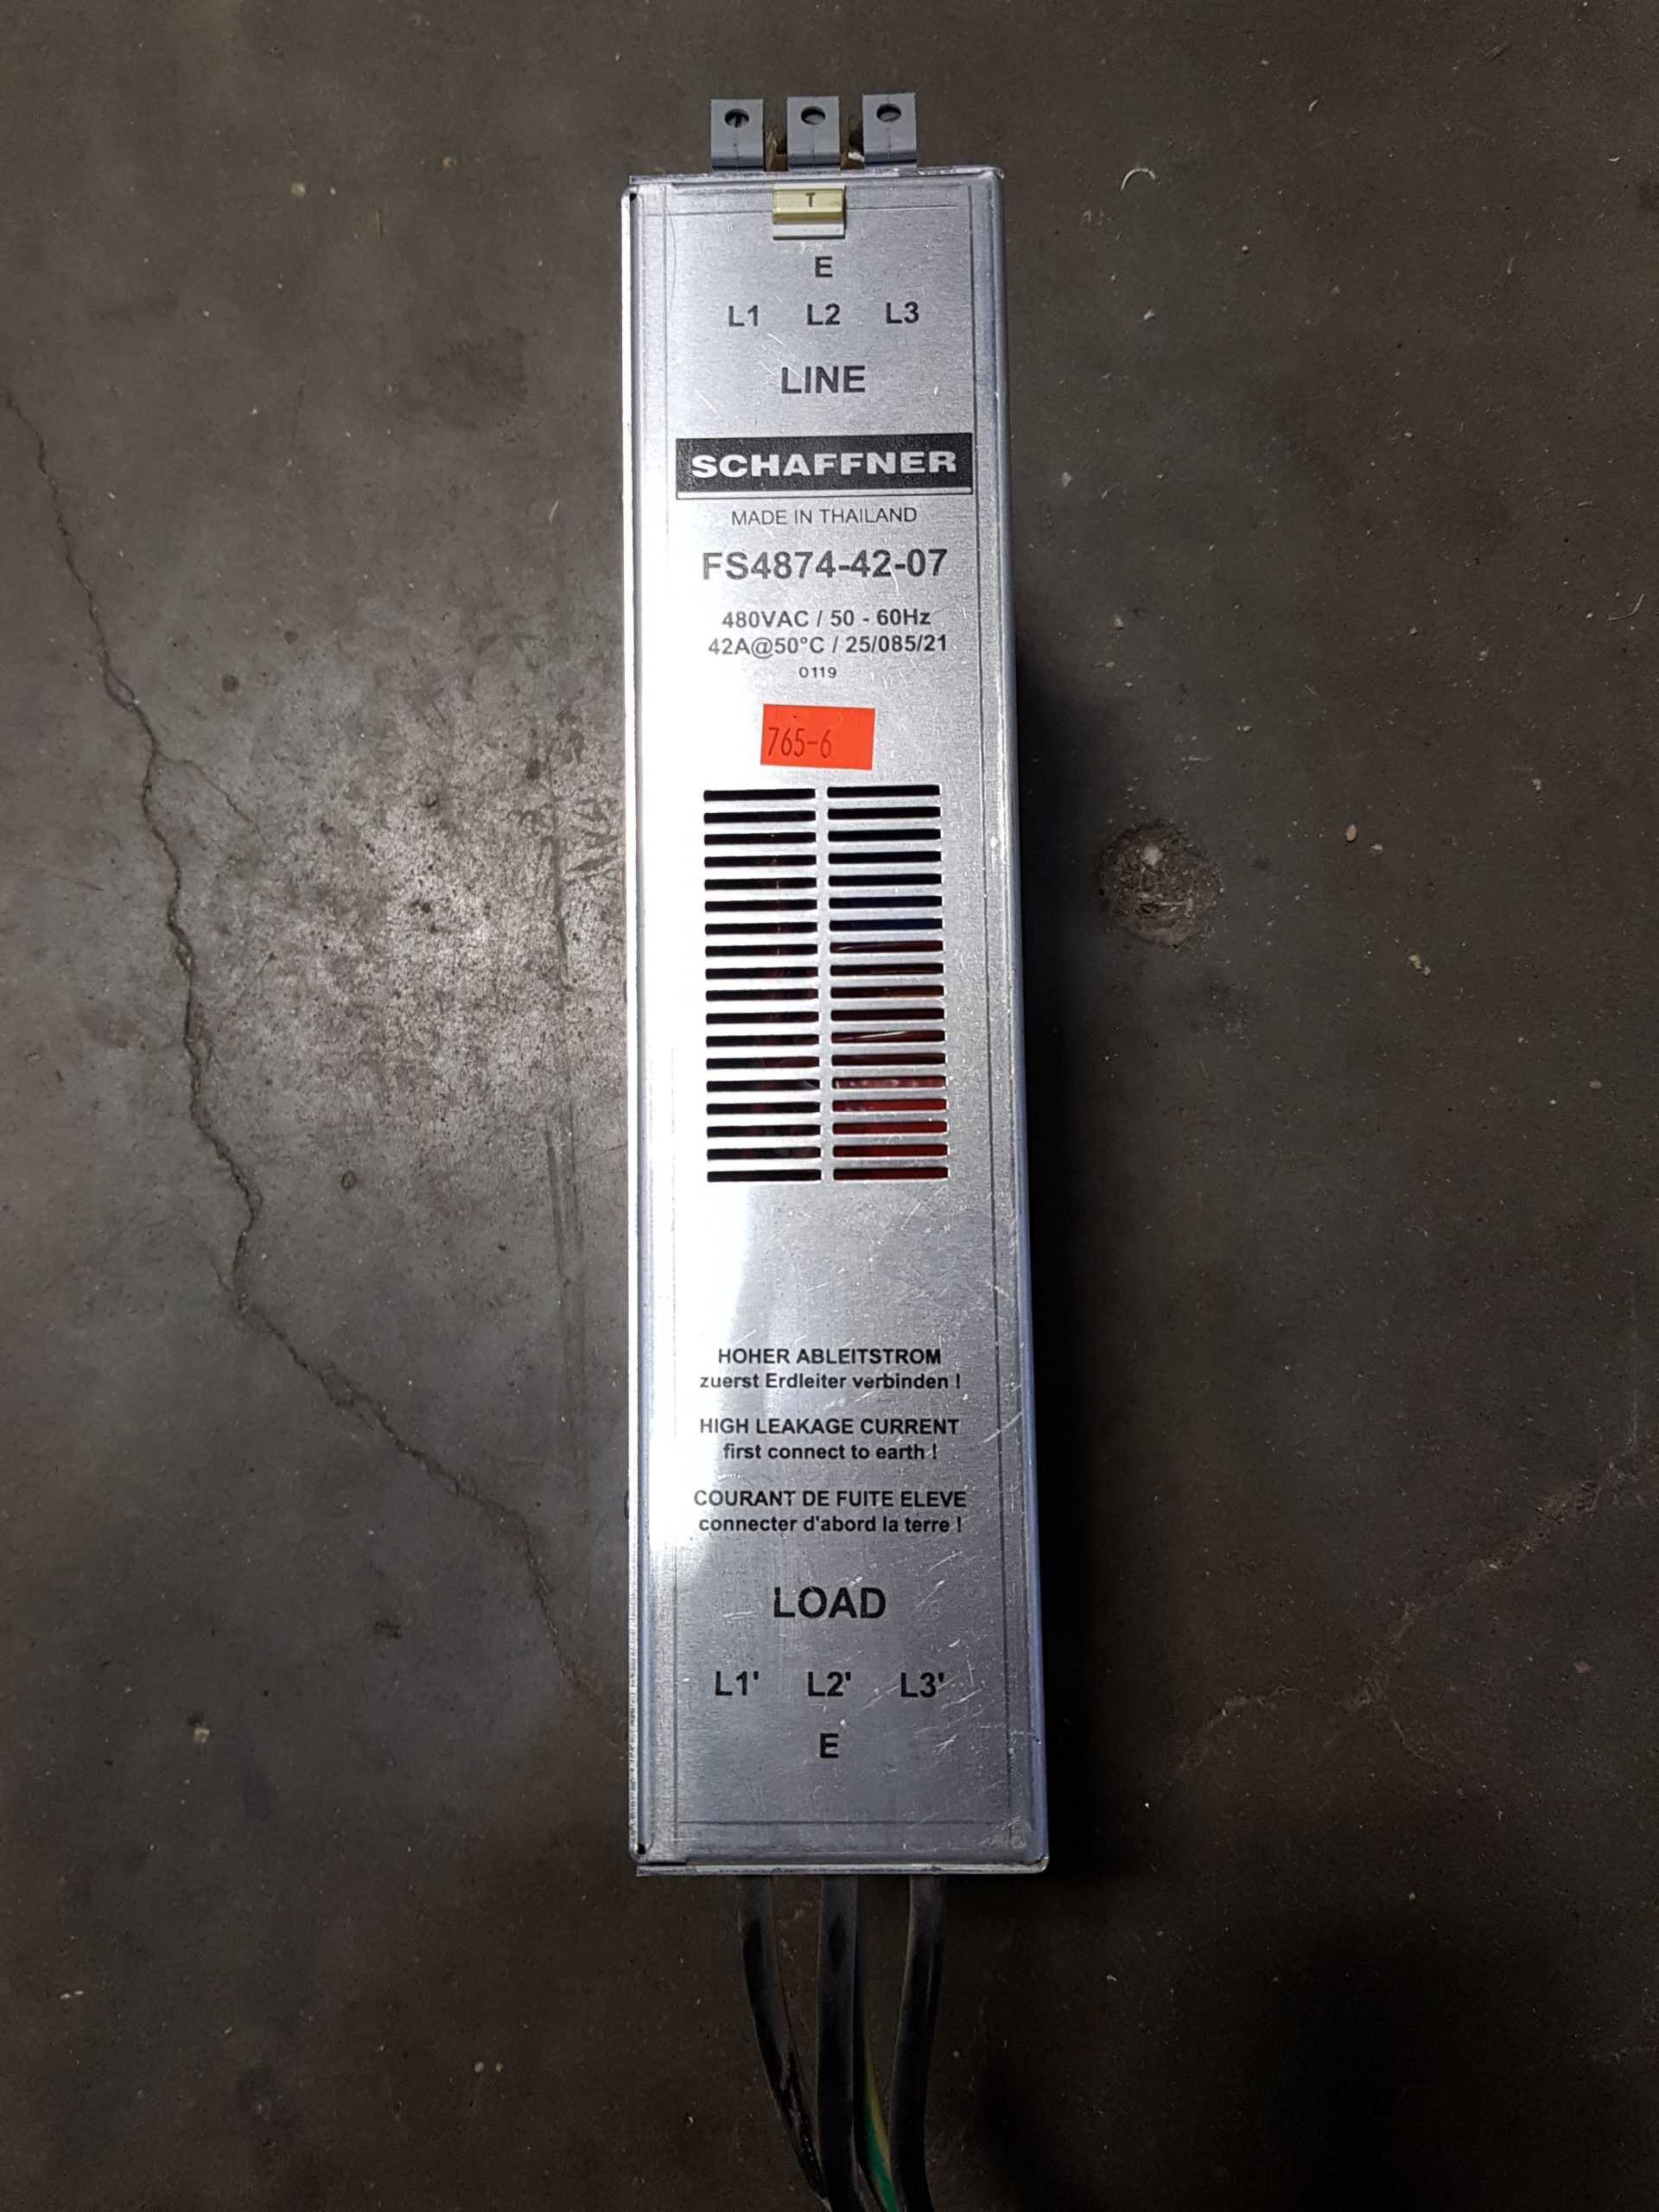 T
E
L1 L2 L3
LINE
SCHAFFNER
MADE IN THAILAND
FS4874-42-07
480VAC / 50 - 60Hz
42A@50°C / 25/085/21
0119
765-6
HOHER ABLEITSTROM
zuerst Erdleiter verbinden !
HIGH LEAKAGE CURRENT
first connect to earth !
COURANT DE FUITE ELEVE
connecter d'abord la terre !
LOAD
L1' L2' L3'
E